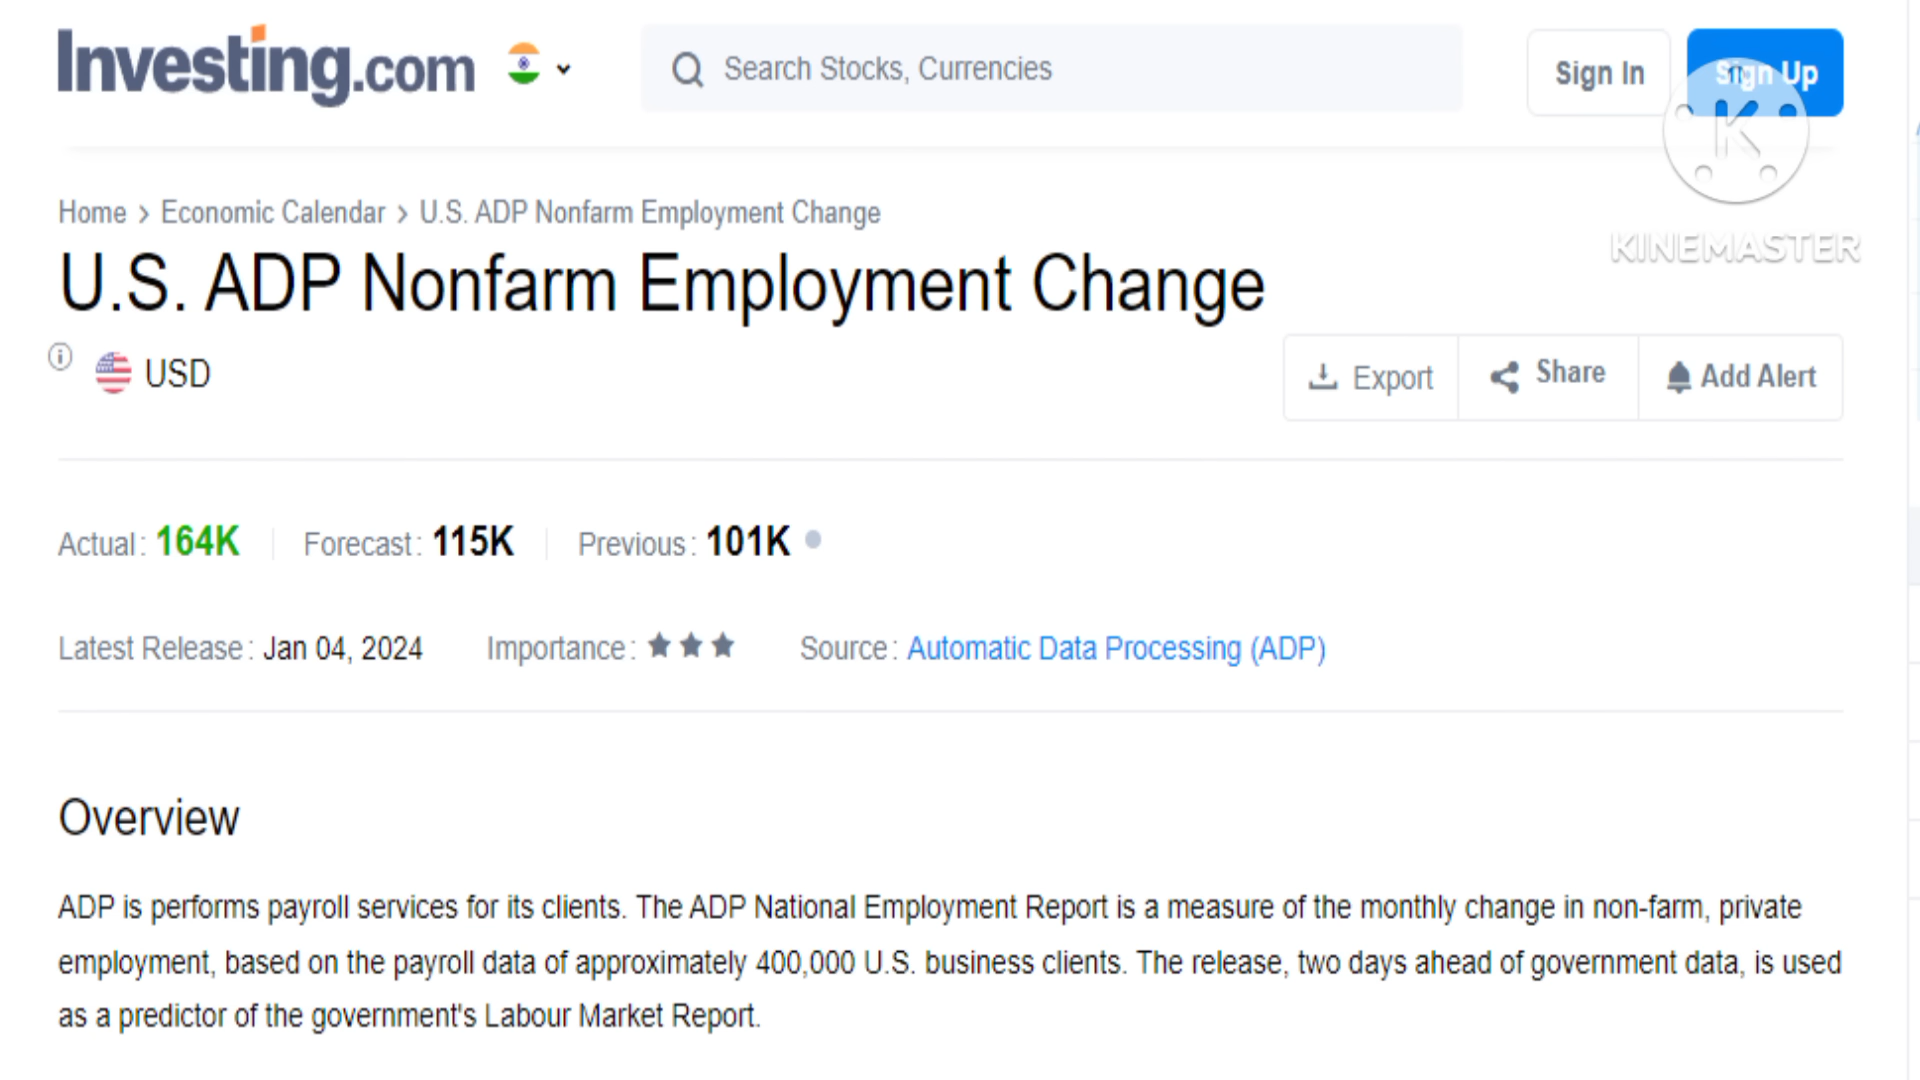 Investing.com
Search Stocks, Currencies
Sign In
Sign Up
K
KINEMASTER
Home > Economic Calendar > U.S. ADP Nonfarm Employment Change
U.S. ADP Nonfarm Employment Change
USD
Export
Share
Add Alert
Actual: 164K
Forecast: 115K
Previous: 101K
Latest Release: Jan 04, 2024
Importance:
Source: Automatic Data Processing (ADP)
Overview
ADP is performs payroll services for its clients. The ADP National Employment Report is a measure of the monthly change in non-farm, private
employment, based on the payroll data of approximately 400,000 U.S. business clients. The release, two days ahead of government data, is used
as a predictor of the government's Labour Market Report.